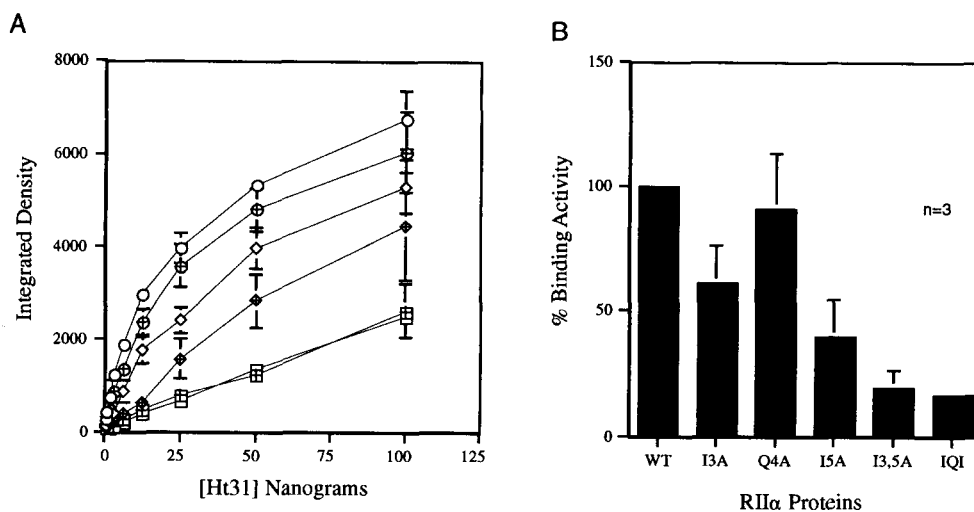 A
8000
6000
4000
2000
0
Integrated Density
0 25 50 75 100 125
[Ht31] Nanograms
B
150
100
50
0
% Binding Activity
n=3
WT I3A Q4A I5A I3,5A IQI
RIIα Proteins